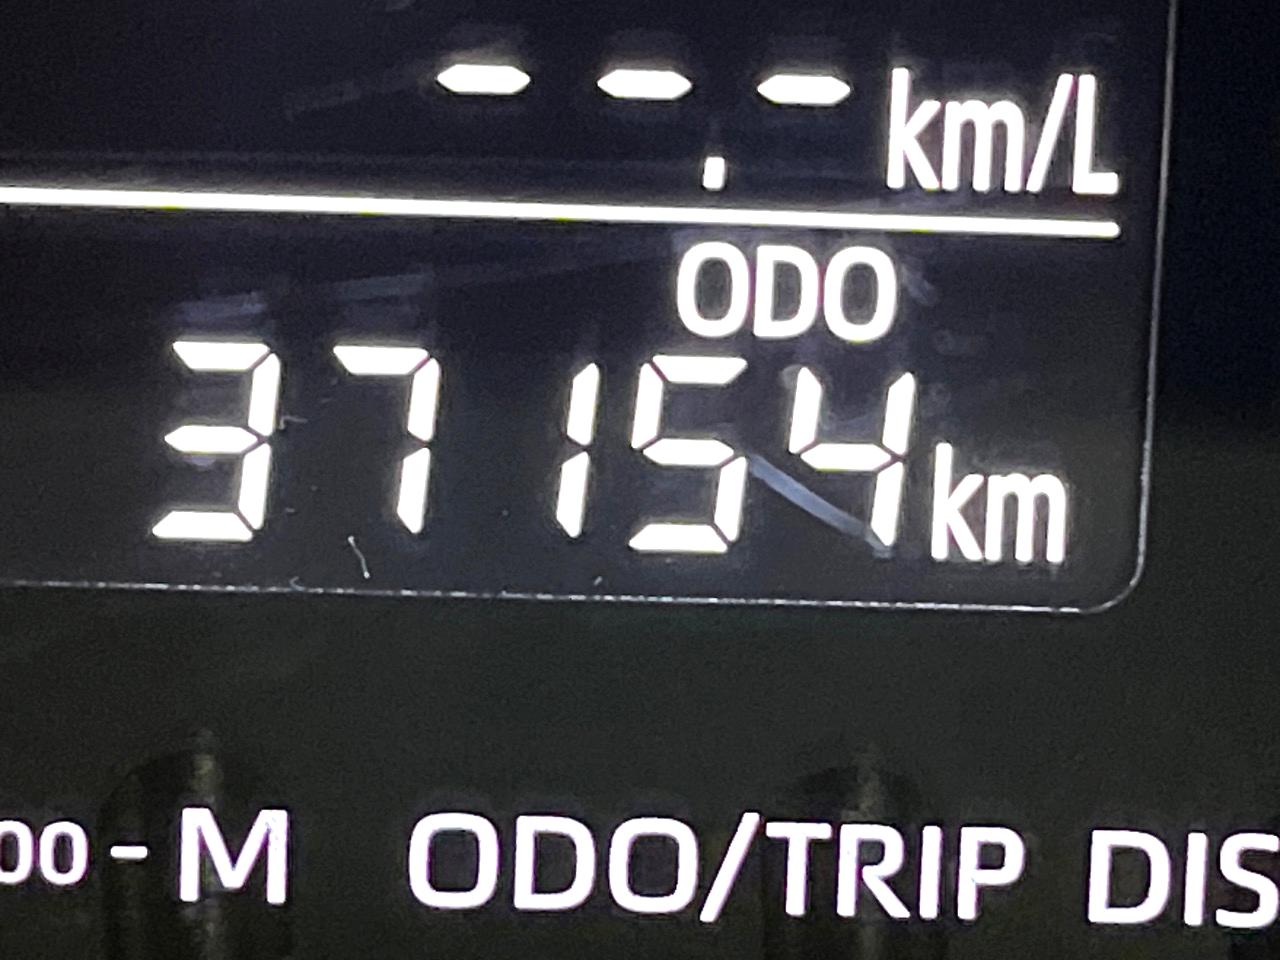 ---.- km/L
ODO
37154 km
00 - M ODO/TRIP DIS